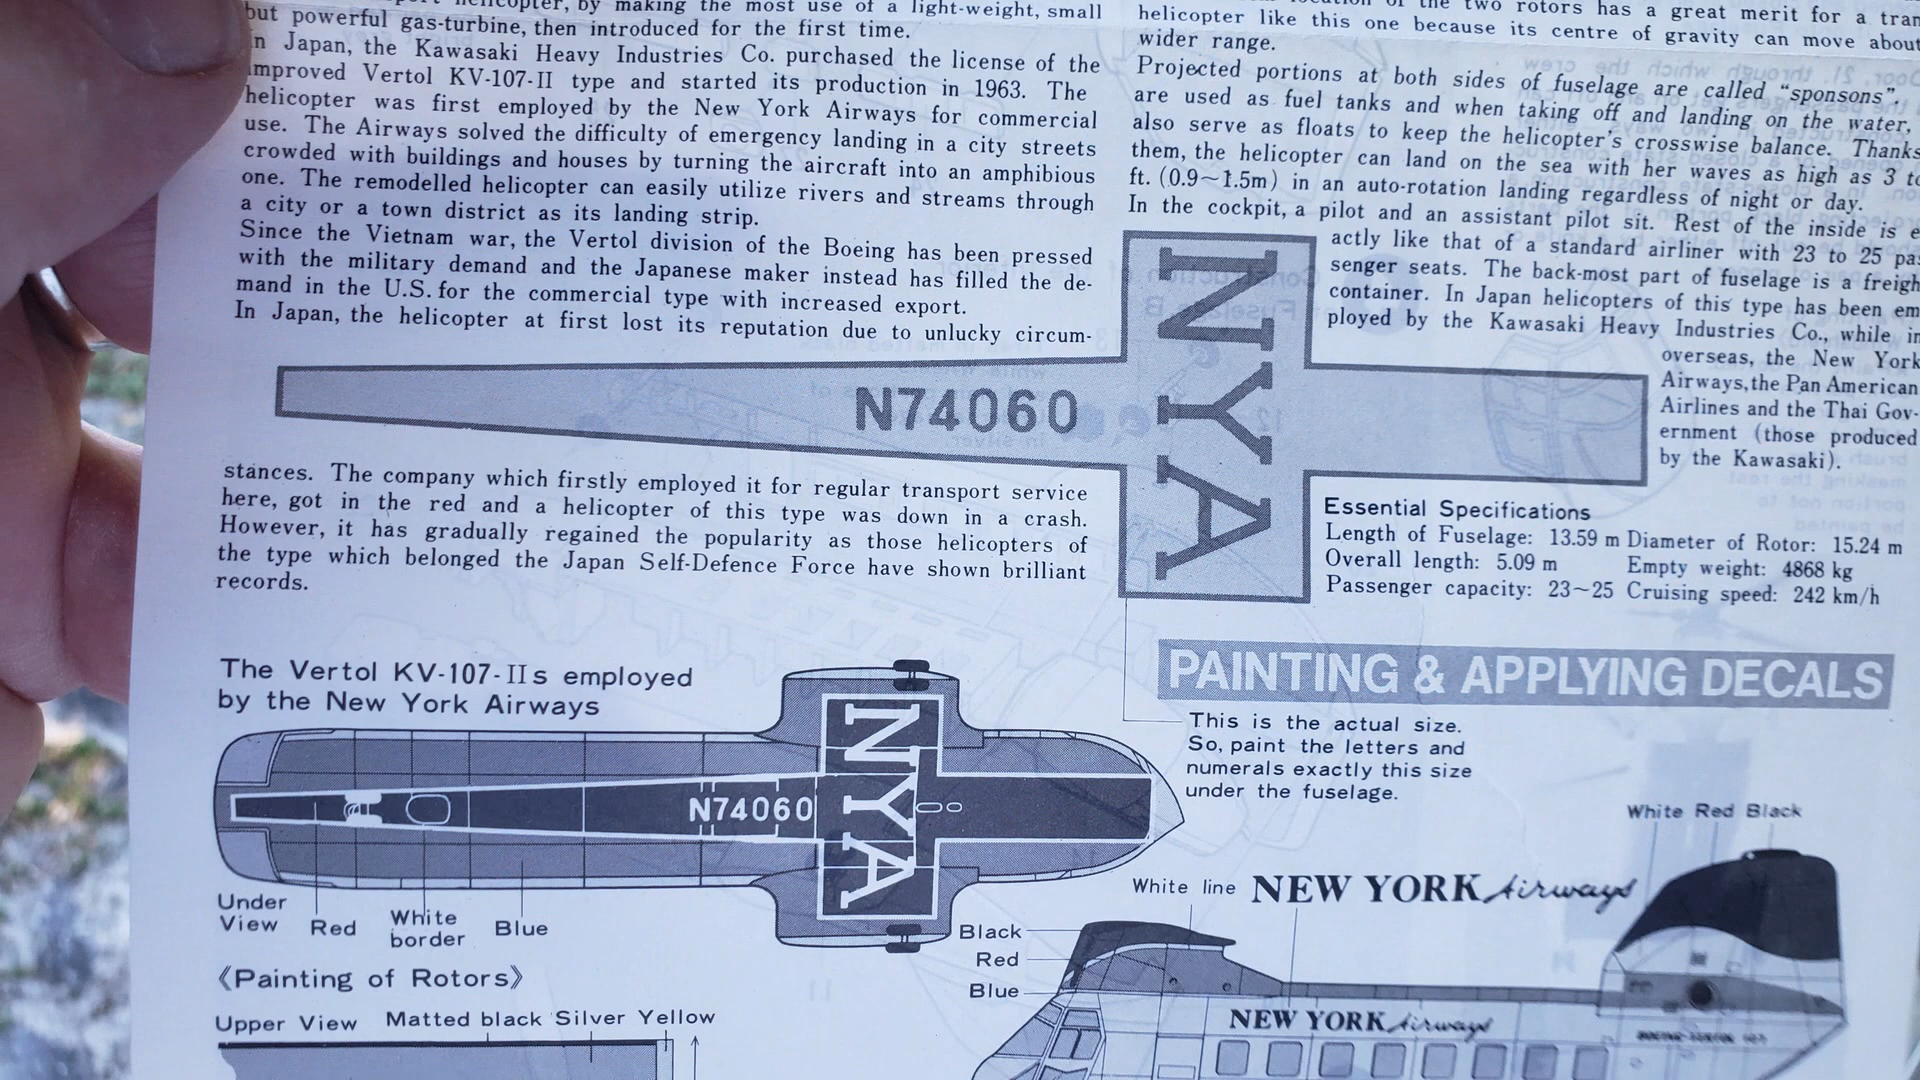 helicopter, by making the most use of a light-weight, small
but powerful gas-turbine, then introduced for the first time.
In Japan, the Kawasaki Heavy Industries Co. purchased the license of the
improved Vertol KV-107-II type and started its production in 1963. The
helicopter was first employed by the New York Airways for commercial
use. The Airways solved the difficulty of emergency landing in a city streets
crowded with buildings and houses by turning the aircraft into an amphibious
one. The remodelled helicopter can easily utilize rivers and streams through
a city or a town district as its landing strip.
Since the Vietnam war, the Vertol division of the Boeing has been pressed
with the military demand and the Japanese maker instead has filled the de-
mand in the U.S. for the commercial type with increased export.
In Japan, the helicopter at first lost its reputation due to unlucky circum-
N74060
NYA
stances. The company which firstly employed it for regular transport service
here, got in the red and a helicopter of this type was down in a crash.
However, it has gradually regained the popularity as those helicopters of
the type which belonged the Japan Self-Defence Force have shown brilliant
records.
of the two rotors has a great merit for a tran
helicopter like this one because its centre of gravity can move about
wider range.
Projected portions at both sides of fuselage are called “sponsons”.
are used as fuel tanks and when taking off and landing on the water,
also serve as floats to keep the helicopter's crosswise balance. Thanks
them, the helicopter can land on the sea with her waves as high as 3 to
ft. (0.9~1.5m) in an auto-rotation landing regardless of night or day.
In the cockpit, a pilot and an assistant pilot sit. Rest of the inside is e
actly like that of a standard airliner with 23 to 25 pas
senger seats. The back-most part of fuselage is a freigh
container. In Japan helicopters of this type has been em
ployed by the Kawasaki Heavy Industries Co., while in
overseas, the New York
Airways, the Pan American
Airlines and the Thai Gov-
ernment (those produced
by the Kawasaki).
Essential Specifications
Length of Fuselage: 13.59 m Diameter of Rotor: 15.24 m
Overall length: 5.09 m Empty weight: 4868 kg
Passenger capacity: 23~25 Cruising speed: 242 km/h
The Vertol KV-107-IIs employed
by the New York Airways
N74060
NYA
Under
View
Red
White
border
Blue
PAINTING & APPLYING DECALS
This is the actual size.
So, paint the letters and
numerals exactly this size
under the fuselage.
White Red Black
White line
NEW YORK Airways
Black
Red
Blue
NEW YORK Airways
《Painting of Rotors》
Upper View Matted black Silver Yellow